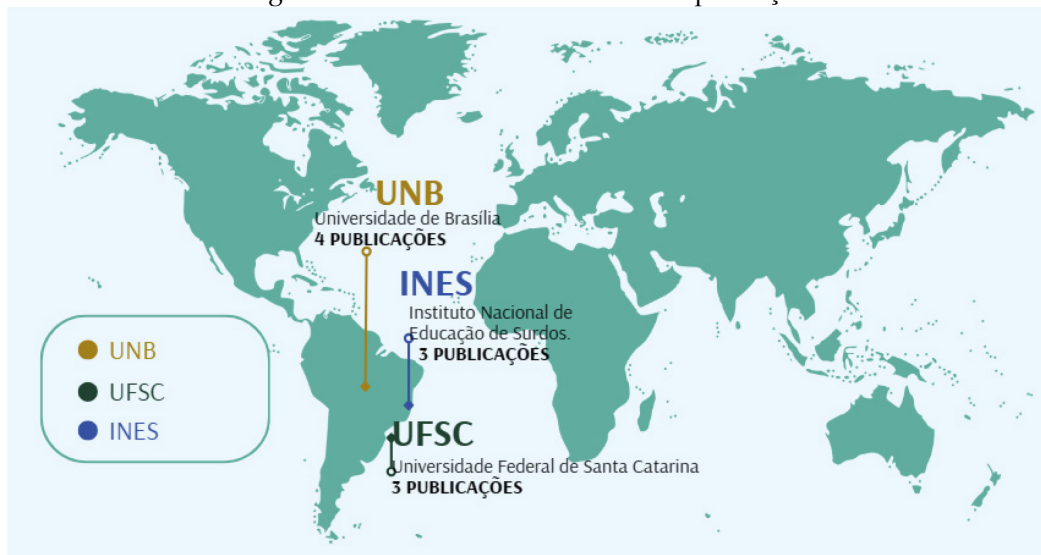 UNB
Universidade de Brasília
4 PUBLICAÇÕES
INES
Instituto Nacional de
Educação de Surdos.
3 PUBLICAÇÕES
UNB
UFSC
INES
UFSC
Universidade Federal de Santa Catarina
3 PUBLICAÇÕES